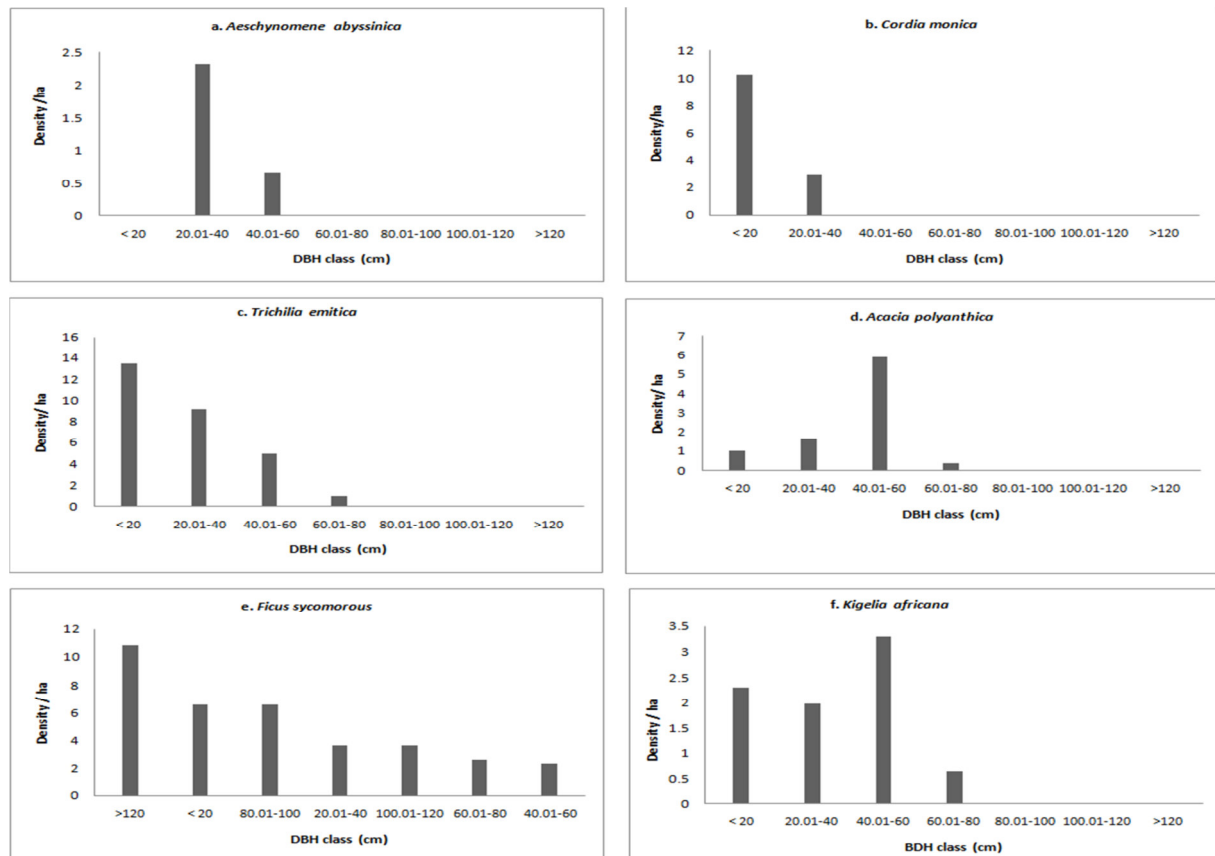 a. Aeschynomene abyssinica
2.5
2
1.5
1
0.5
0
Density /ha
< 20 20.01-40 40.01-60 60.01-80 80.01-100 100.01-120 >120
DBH class (cm)
b. Cordia monica
12
10
8
6
4
2
0
Density/ha
< 20 20.01-40 40.01-60 60.01-80 80.01-100 100.01-120 >120
DBH class (cm)
c. Trichilia emitica
16
14
12
10
8
6
4
2
0
Density/ ha
< 20 20.01-40 40.01-60 60.01-80 80.01-100 100.01-120 >120
DBH class (cm)
d. Acacia polyanthica
7
6
5
4
3
2
1
0
Density/ha
< 20 20.01-40 40.01-60 60.01-80 80.01-100 100.01-120 >120
DBH class (cm)
e. Ficus sycomorous
12
10
8
6
4
2
0
Density / ha
>120 < 20 80.01-100 20.01-40 100.01-120 60.01-80 40.01-60
DBH class (cm)
f. Kigelia africana
3.5
3
2.5
2
1.5
1
0.5
0
Density / ha
< 20 20.01-40 40.01-60 60.01-80 80.01-100 100.01-120 >120
BDH class (cm)